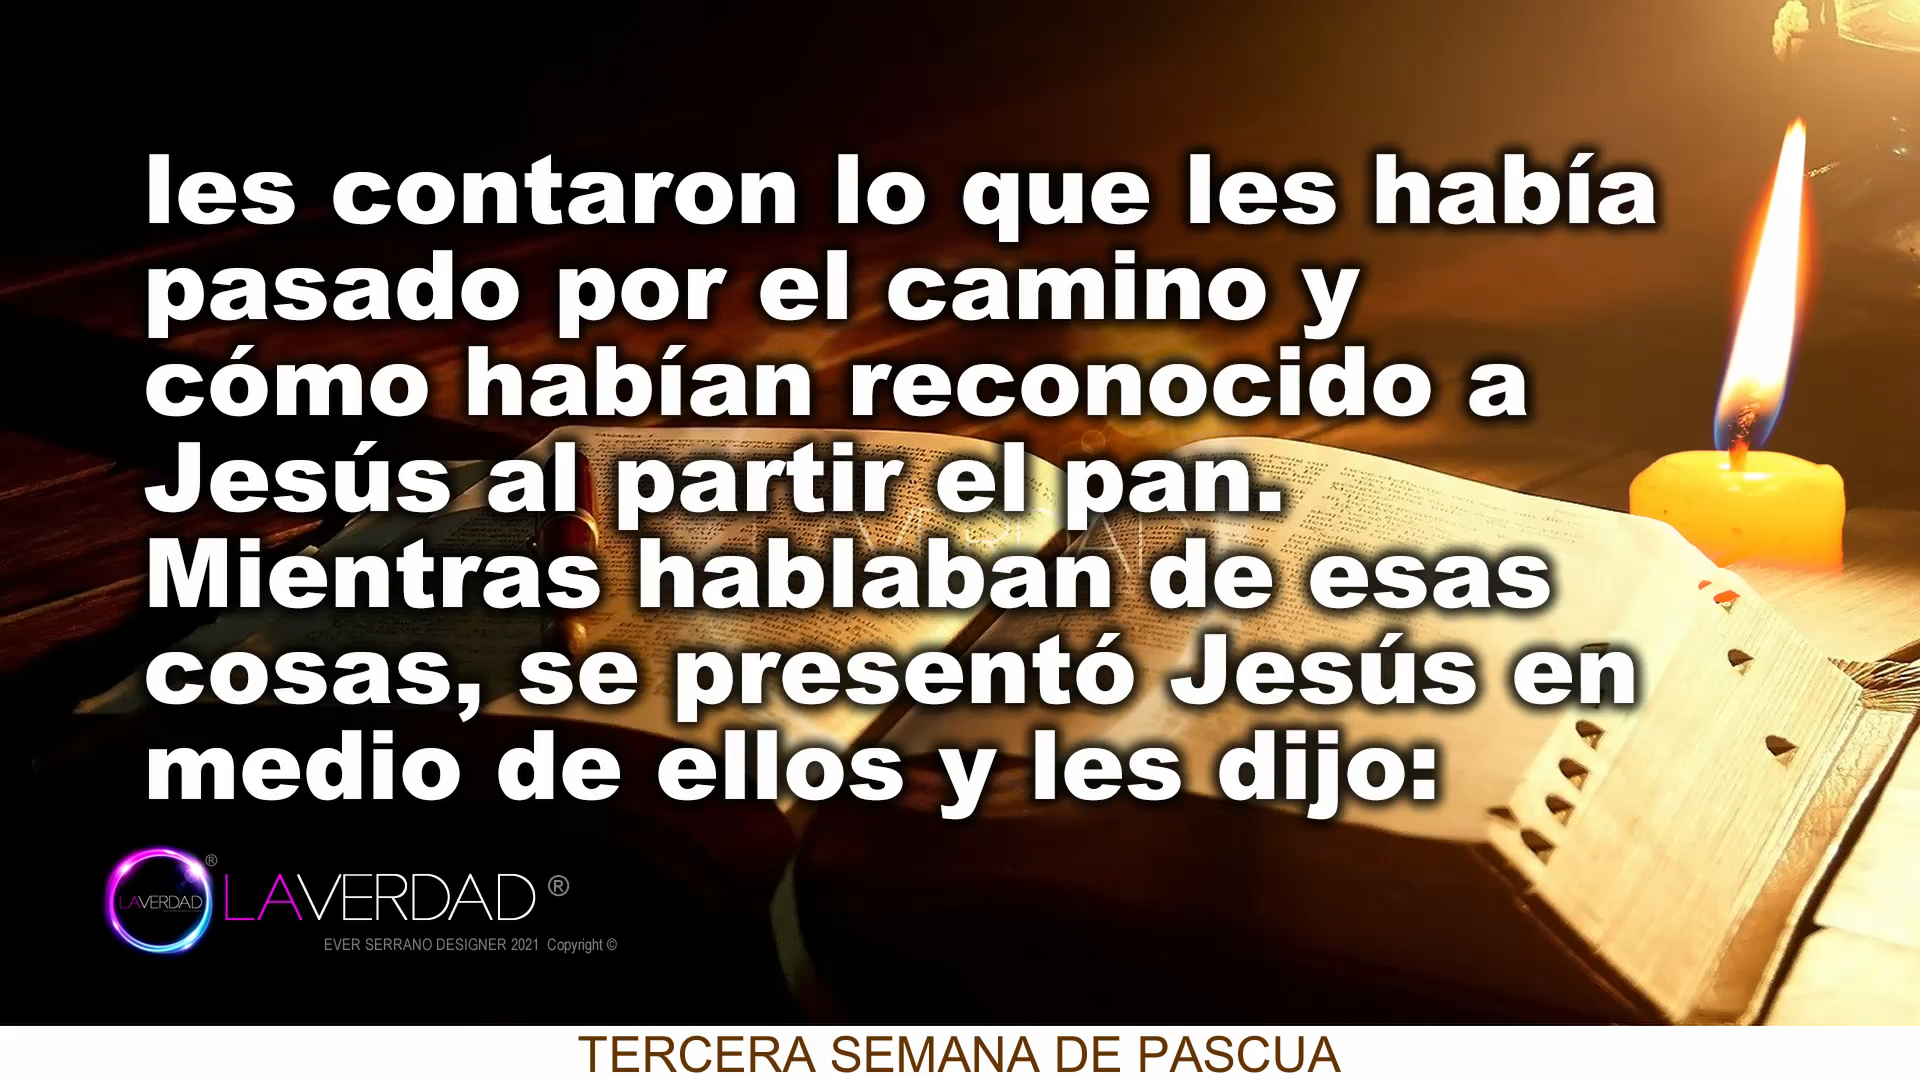 les contaron lo que les había
pasado por el camino y
cómo habían reconocido a
Jesús al partir el pan.
Mientras hablaban de esas
cosas, se presentó Jesús en
medio de ellos y les dijo:
LAVERDAD ®
LAVERDAD ®
EVER SERRANO DESIGNER 2021 Copyright ©
TERCERA SEMANA DE PASCUA